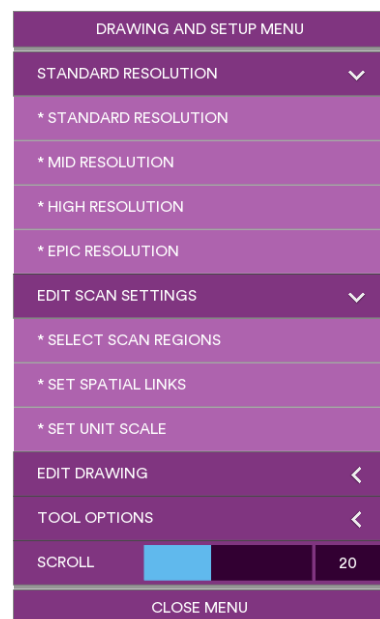 DRAWING AND SETUP MENU
STANDARD RESOLUTION
* STANDARD RESOLUTION
* MID RESOLUTION
* HIGH RESOLUTION
* EPIC RESOLUTION
EDIT SCAN SETTINGS
* SELECT SCAN REGIONS
* SET SPATIAL LINKS
* SET UNIT SCALE
EDIT DRAWING
TOOL OPTIONS
SCROLL 20
CLOSE MENU